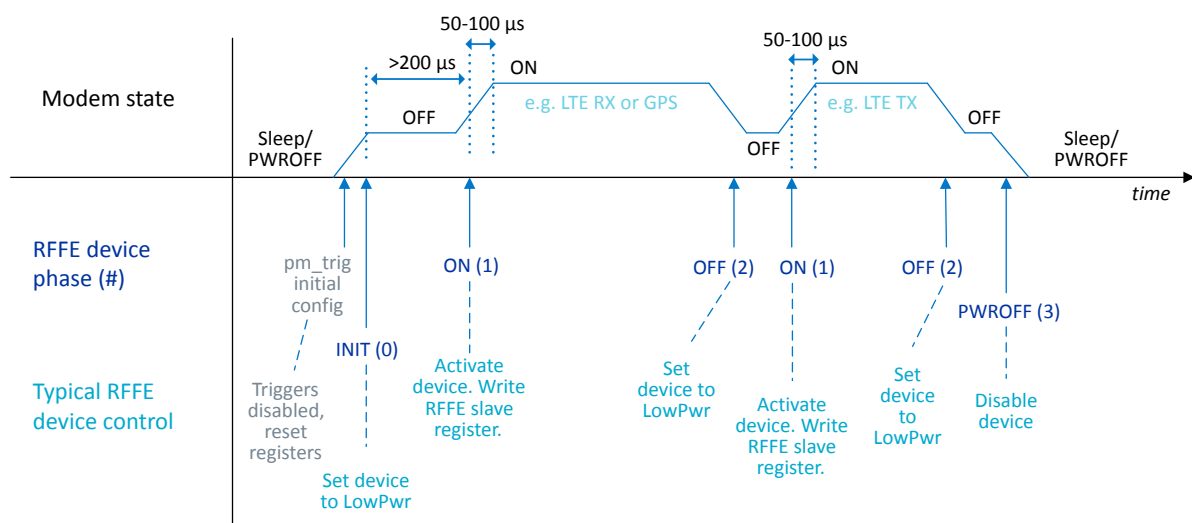 50-100 µs
50-100 µs
>200 µs
ON
ON
Modem state
e.g. LTE RX or GPS
e.g. LTE TX
OFF
OFF
OFF
Sleep/
PWROFF
Sleep/
PWROFF
time
RFFE device
phase (#)
pm_trig
initial
config
INIT (0)
ON (1)
OFF (2)
ON (1)
OFF (2)
PWROFF (3)
Typical RFFE
device control
Triggers
disabled,
reset
registers
Set device
to LowPwr
Activate
device. Write
RFFE slave
register.
Set
device to
LowPwr
Activate
device. Write
RFFE slave
register.
Set
device
to
LowPwr
Disable
device